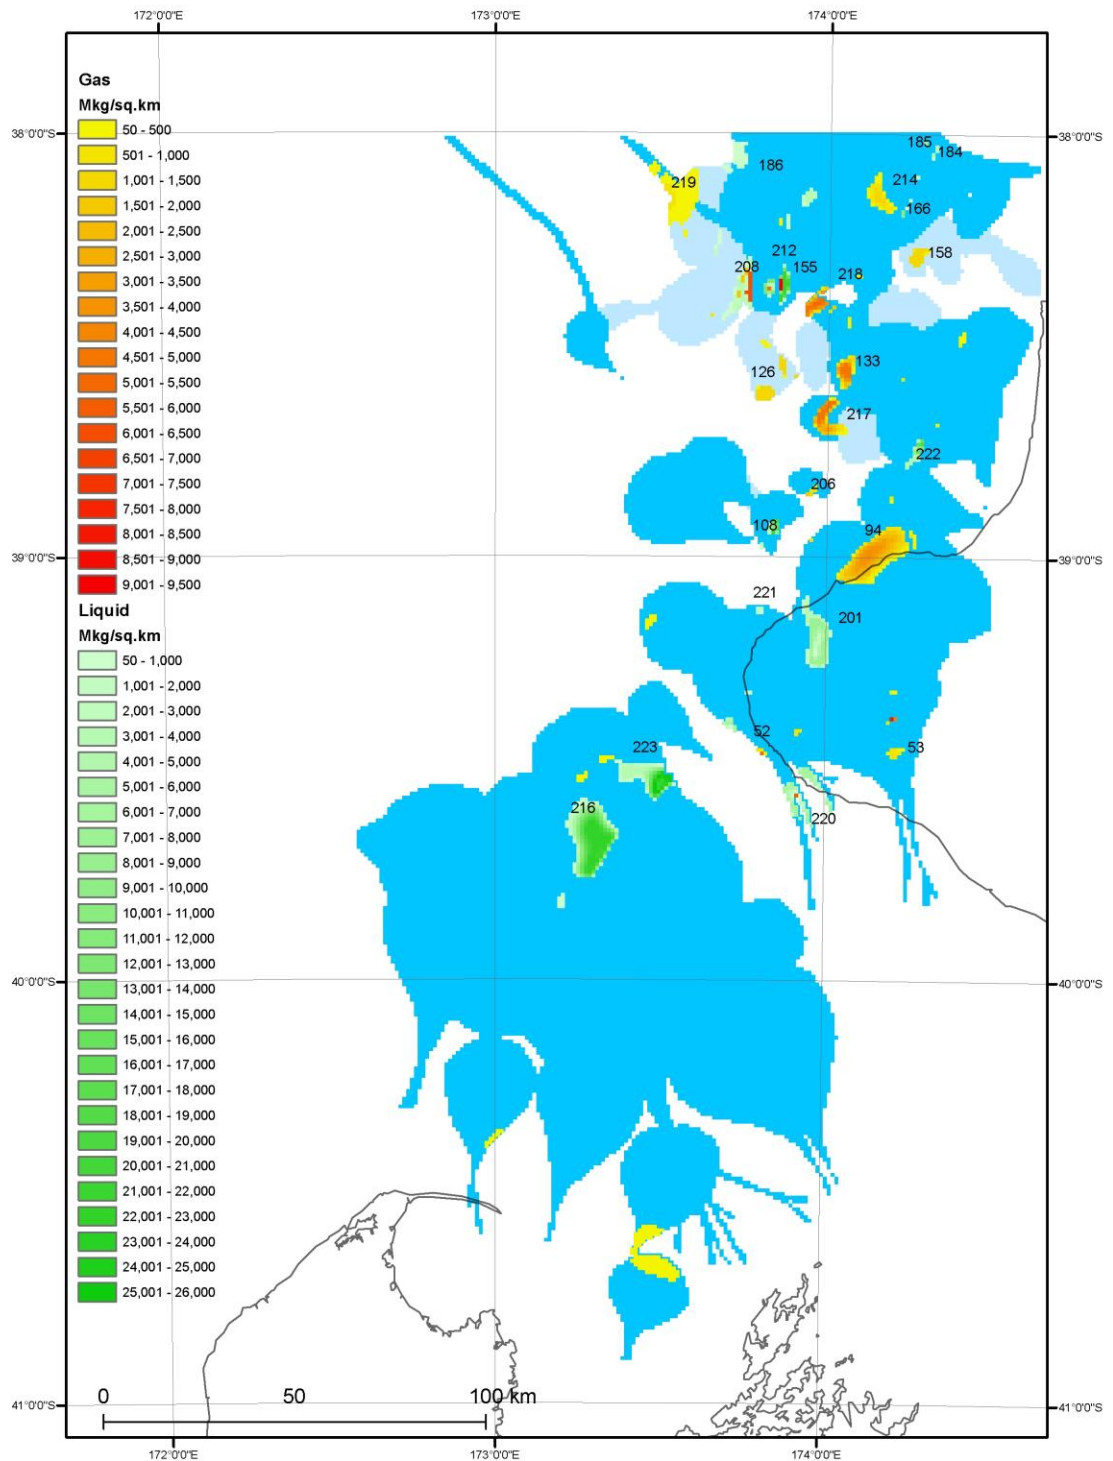 172°0'0"E 173°0'0"E 174°0'0"E
Gas
Mkg/sq.km
50 - 500
501 - 1,000
1,001 - 1,500
1,501 - 2,000
2,001 - 2,500
2,501 - 3,000
3,001 - 3,500
3,501 - 4,000
4,001 - 4,500
4,501 - 5,000
5,001 - 5,500
5,501 - 6,000
6,001 - 6,500
6,501 - 7,000
7,001 - 7,500
7,501 - 8,000
8,001 - 8,500
8,501 - 9,000
9,001 - 9,500
Liquid
Mkg/sq.km
50 - 1,000
1,001 - 2,000
2,001 - 3,000
3,001 - 4,000
4,001 - 5,000
5,001 - 6,000
6,001 - 7,000
7,001 - 8,000
8,001 - 9,000
9,001 - 10,000
10,001 - 11,000
11,001 - 12,000
12,001 - 13,000
13,001 - 14,000
14,001 - 15,000
15,001 - 16,000
16,001 - 17,000
17,001 - 18,000
18,001 - 19,000
19,001 - 20,000
20,001 - 21,000
21,001 - 22,000
22,001 - 23,000
23,001 - 24,000
24,001 - 25,000
25,001 - 26,000
38°0'0"S 38°0'0"S
185
184
186
219
214
166
158
212
208
155
218
133
126
217
222
206
108
94
39°0'0"S 39°0'0"S
221
201
52
53
223
216
220
40°0'0"S 40°0'0"S
0 50 100 km
41°0'0"S 41°0'0"S
172°0'0"E 173°0'0"E 174°0'0"E